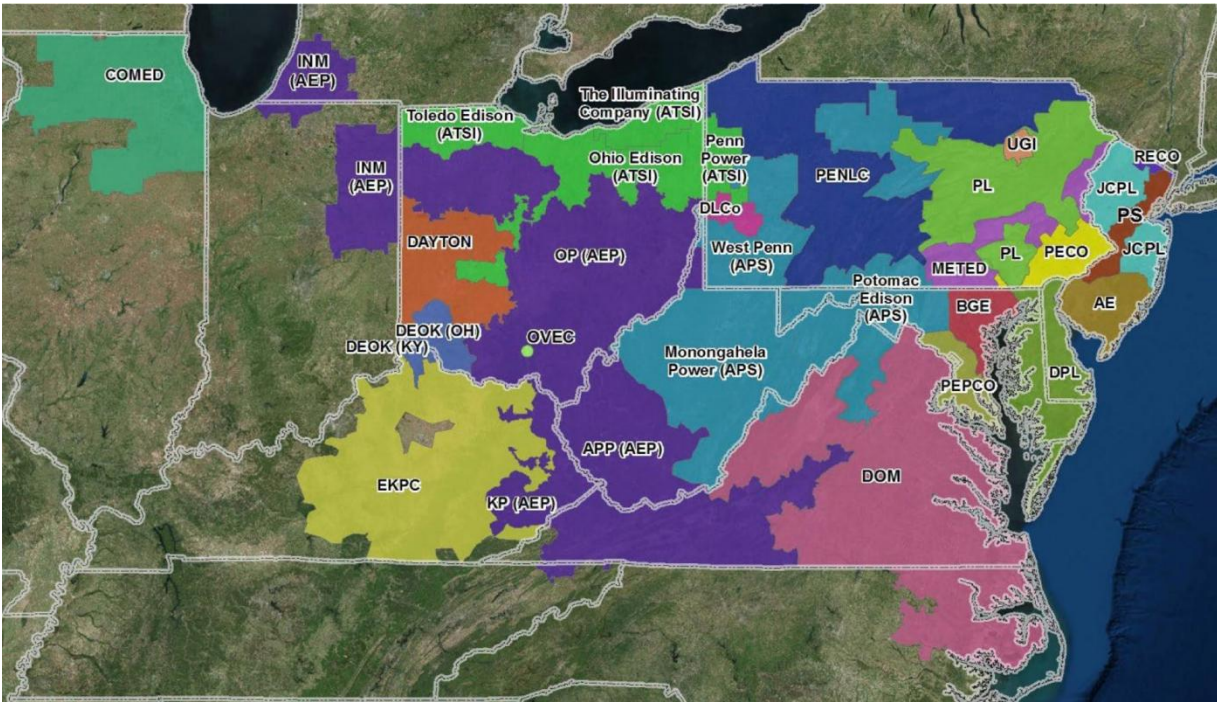 COMED
INM
(AEP)
INM
(AEP)
Toledo Edison
(ATSI)
The Illuminating
Company (ATSI)
Ohio Edison
(ATSI)
Penn
Power
(ATSI)
PENLC
UGI
PL
RECO
JCPL
PS
JCPL
DLCo
DAYTON
OP (AEP)
West Penn
(APS)
METED
PL
PECO
Potomac
Edison
(APS)
BGE
AE
DEOK (OH)
DEOK (KY)
OVEC
Monongahela
Power (APS)
PEPCO
DPL
APP (AEP)
EKPC
KP (AEP)
DOM